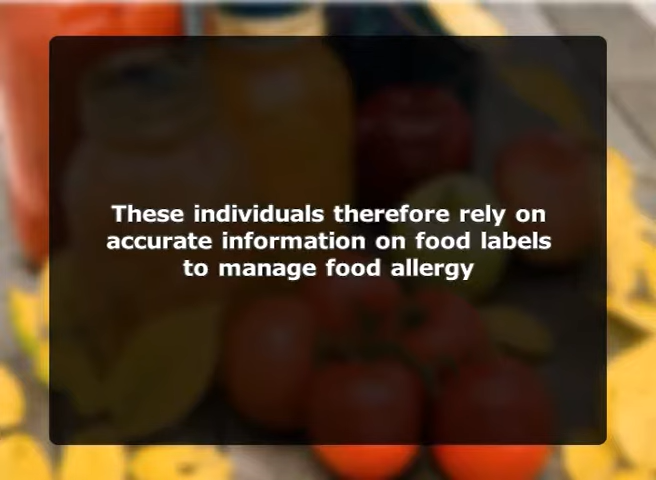 These individuals therefore rely on
accurate information on food labels
to manage food allergy